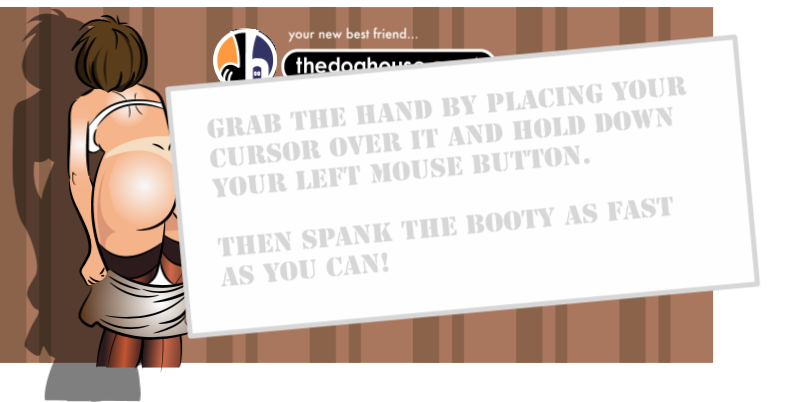 your new best friend...
thedoghouse
GRAB THE HAND BY PLACING YOUR
CURSOR OVER IT AND HOLD DOWN
YOUR LEFT MOUSE BUTTON.
THEN SPANK THE BOOTY AS FAST
AS YOU CAN!